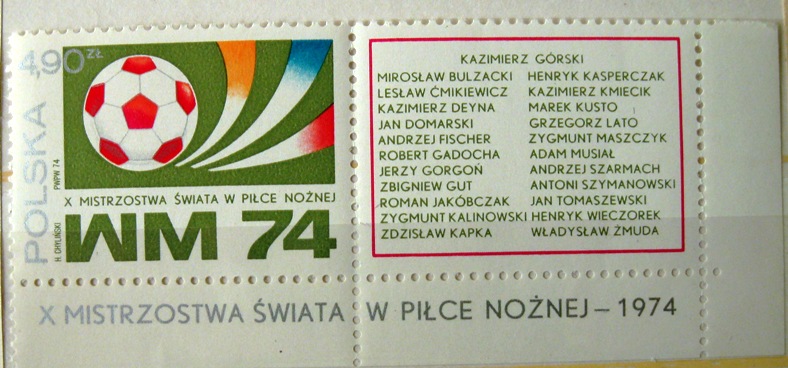 POLSKA
4,90 ZŁ
H. CHYLIŃSKI
PWPW 74
X MISTRZOSTWA ŚWIATA W PIŁCE NOŻNEJ
WM 74
KAZIMIERZ GÓRSKI
MIROSŁAW BULZACKI HENRYK KASPERCZAK
LESŁAW ĆMIKIEWICZ KAZIMIERZ KMIECIK
KAZIMIERZ DEYNA MAREK KUSTO
JAN DOMARSKI GRZEGORZ LATO
ANDRZEJ FISCHER ZYGMUNT MASZCZYK
ROBERT GADOCHA ADAM MUSIAŁ
JERZY GORGOŃ ANDRZEJ SZARMACH
ZBIGNIEW GUT ANTONI SZYMANOWSKI
ROMAN JAKÓBCZAK JAN TOMASZEWSKI
ZYGMUNT KALINOWSKI HENRYK WIECZOREK
ZDZISŁAW KAPKA WŁADYSŁAW ŻMUDA
X MISTRZOSTWA ŚWIATA W PIŁCE NOŻNEJ – 1974